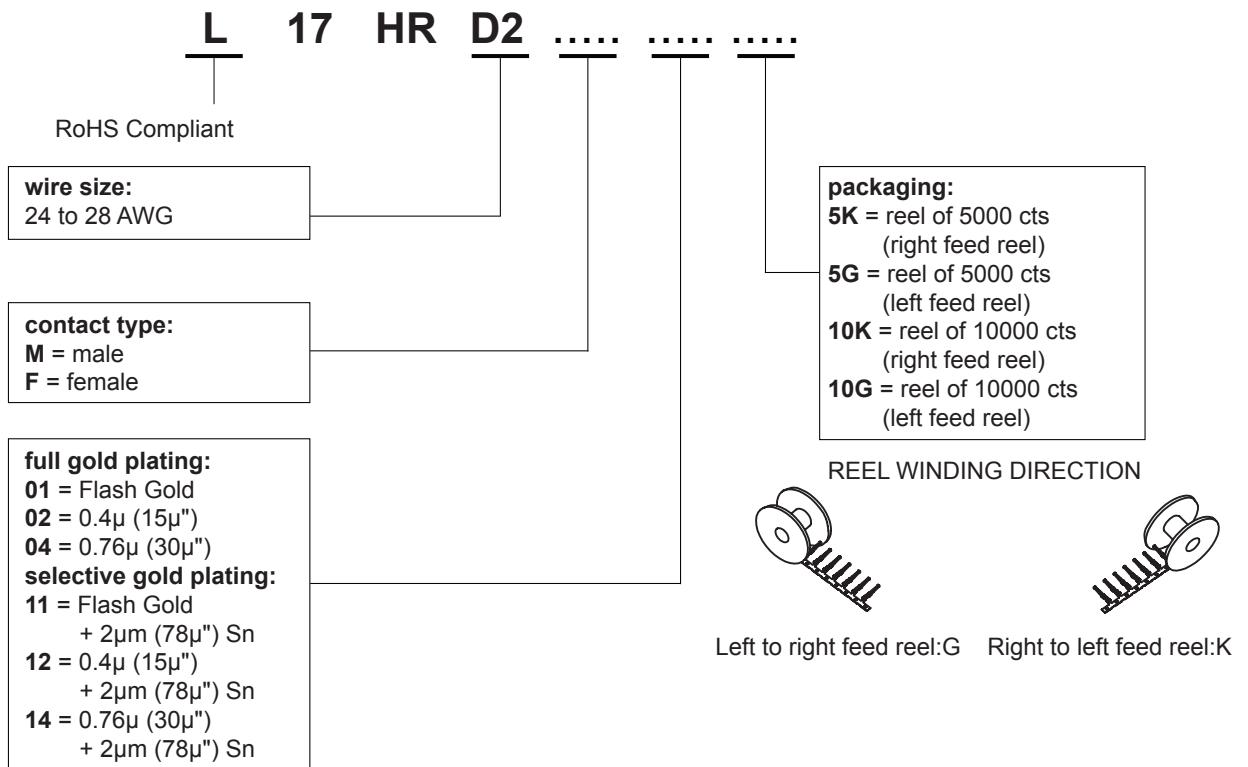 L 17 HR D2 ..... ..... .....
RoHS Compliant
wire size:
24 to 28 AWG
contact type:
M = male
F = female
full gold plating:
01 = Flash Gold
02 = 0.4µ (15µ")
04 = 0.76µ (30µ")
selective gold plating:
11 = Flash Gold
+ 2µm (78µ") Sn
12 = 0.4µ (15µ")
+ 2µm (78µ") Sn
14 = 0.76µ (30µ")
+ 2µm (78µ") Sn
packaging:
5K = reel of 5000 cts
(right feed reel)
5G = reel of 5000 cts
(left feed reel)
10K = reel of 10000 cts
(right feed reel)
10G = reel of 10000 cts
(left feed reel)
REEL WINDING DIRECTION
Left to right feed reel:G
Right to left feed reel:K